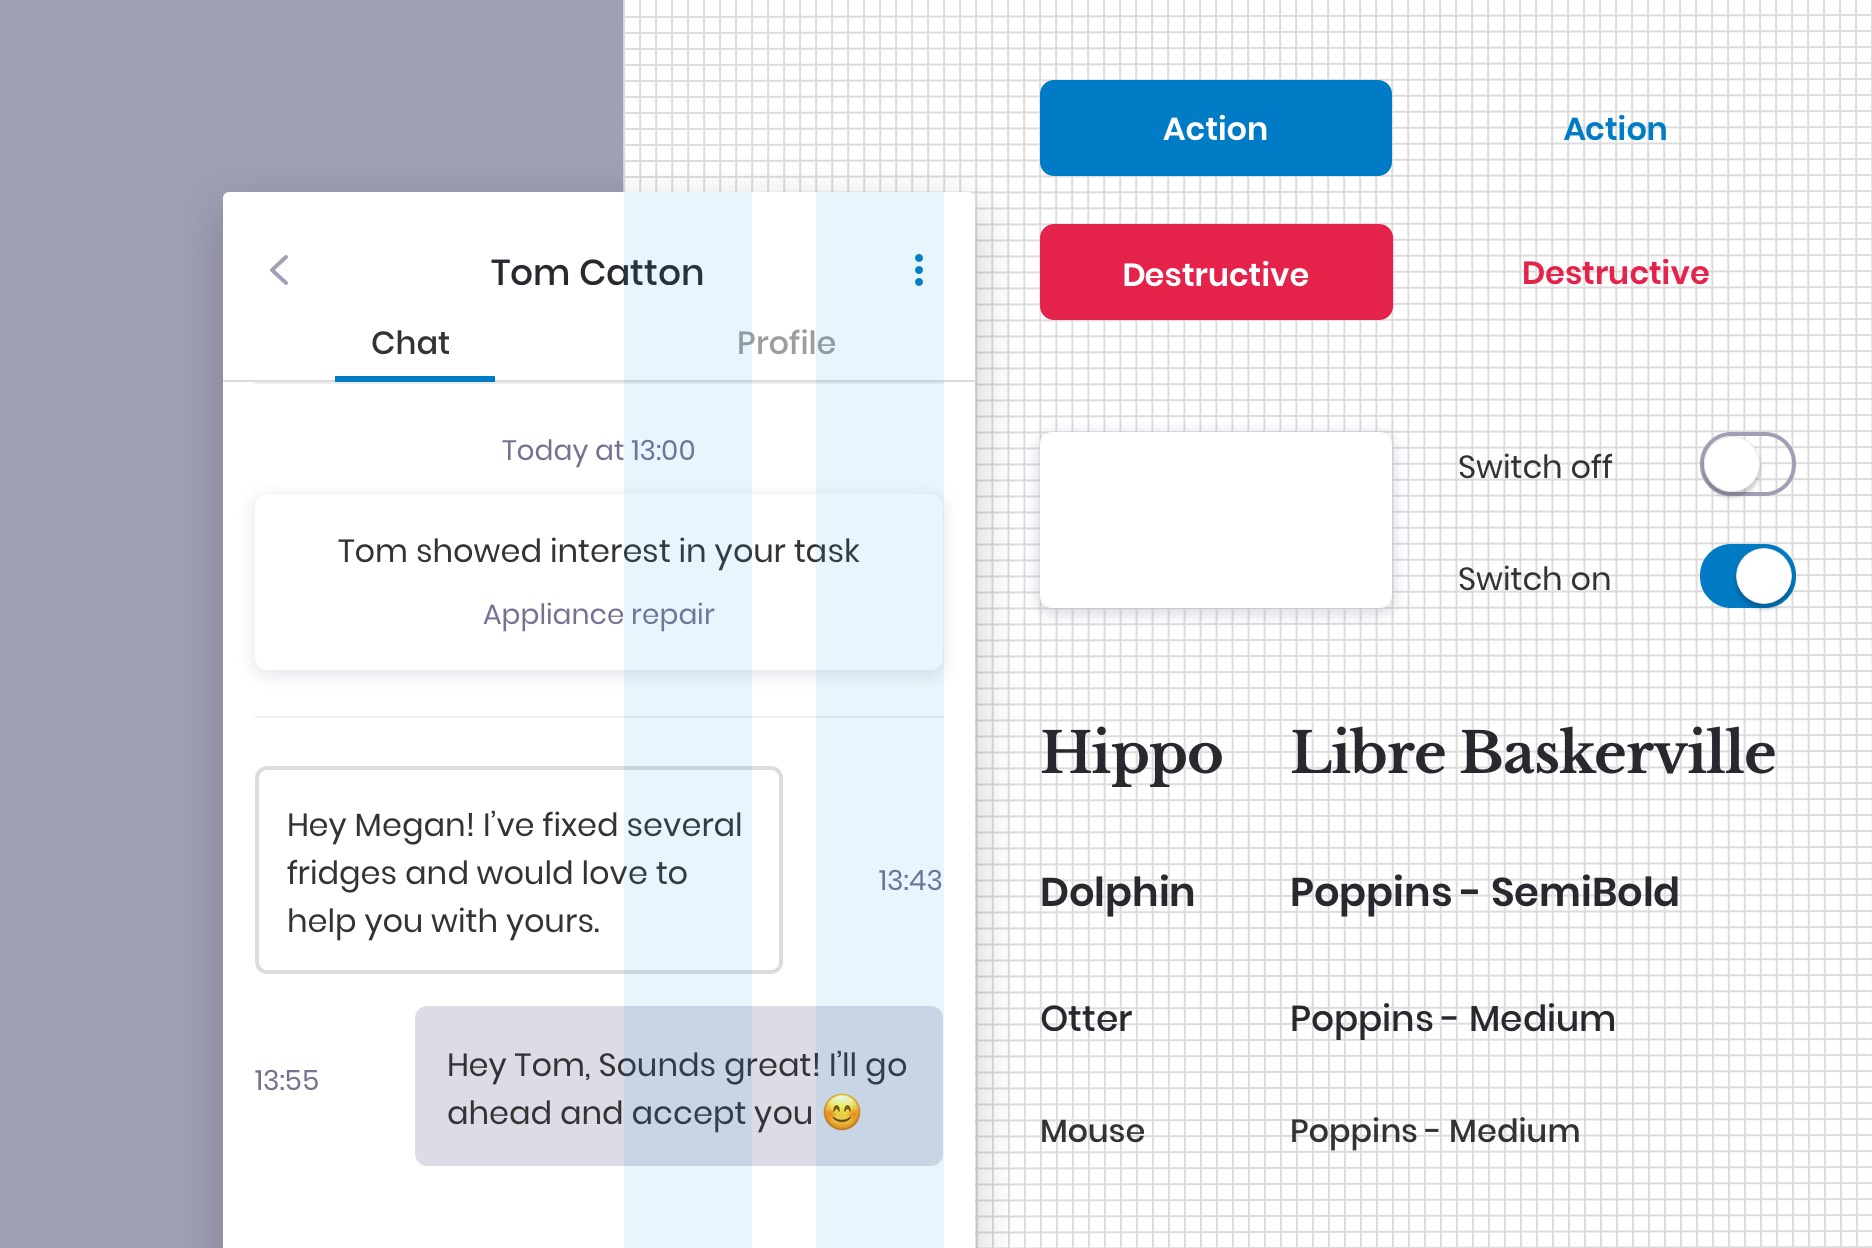 Tom Catton
Chat Profile
Today at 13:00
Tom showed interest in your task
Appliance repair
Hey Megan! I’ve fixed several
fridges and would love to
help you with yours.
13:43
13:55
Hey Tom, Sounds great! I’ll go
ahead and accept you 😊
Action Action
Destructive Destructive
Switch off
Switch on
Hippo Libre Baskerville
Dolphin Poppins - SemiBold
Otter Poppins - Medium
Mouse Poppins - Medium